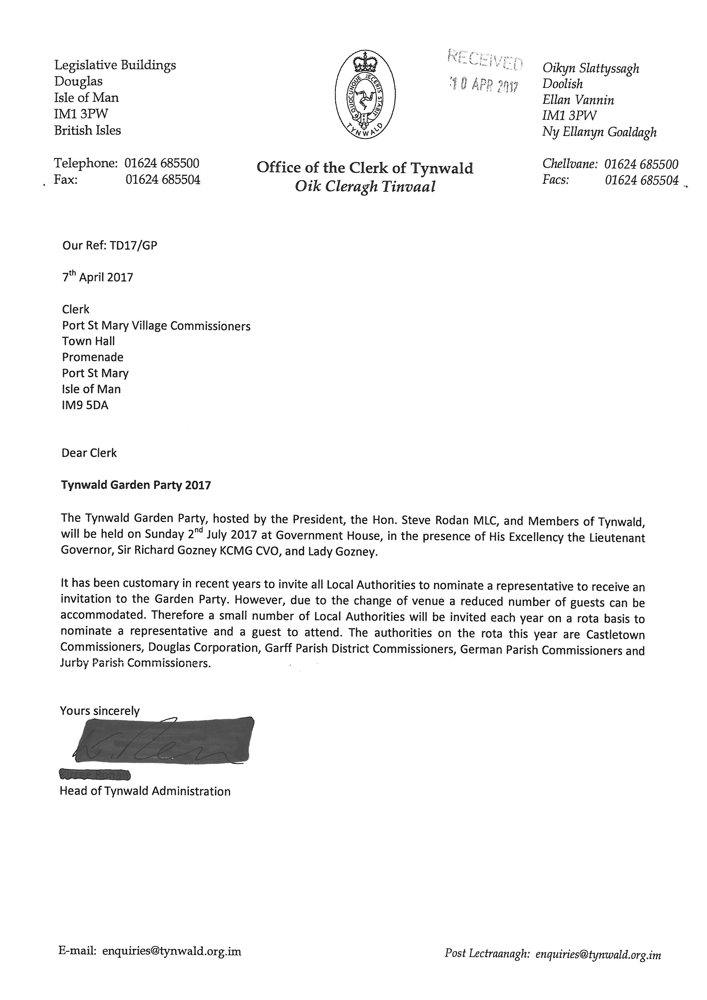 Legislative Buildings
Douglas
Isle of Man
IM1 3PW
British Isles
Telephone: 01624 685500
Fax: 01624 685504
QUOCUNQUE JECERIS STABIT
TYNWALD
Office of the Clerk of Tynwald
Oik Cleragh Tinvaal
RECEIVED
10 APR 2017
Oikyn Slattyssagh
Doolish
Ellan Vannin
IM1 3PW
Ny Ellanyn Goaldagh
Chellvane: 01624 685500
Facs: 01624 685504
Our Ref: TD17/GP
7th April 2017
Clerk
Port St Mary Village Commissioners
Town Hall
Promenade
Port St Mary
Isle of Man
IM9 5DA
Dear Clerk
Tynwald Garden Party 2017
The Tynwald Garden Party, hosted by the President, the Hon. Steve Rodan MLC, and Members of Tynwald,
will be held on Sunday 2nd July 2017 at Government House, in the presence of His Excellency the Lieutenant
Governor, Sir Richard Gozney KCMG CVO, and Lady Gozney.
It has been customary in recent years to invite all Local Authorities to nominate a representative to receive an
invitation to the Garden Party. However, due to the change of venue a reduced number of guests can be
accommodated. Therefore a small number of Local Authorities will be invited each year on a rota basis to
nominate a representative and a guest to attend. The authorities on the rota this year are Castletown
Commissioners, Douglas Corporation, Garff Parish District Commissioners, German Parish Commissioners and
Jurby Parish Commissioners.
Yours sincerely
Head of Tynwald Administration
E-mail: enquiries@tynwald.org.im
Post Lectraanagh: enquiries@tynwald.org.im